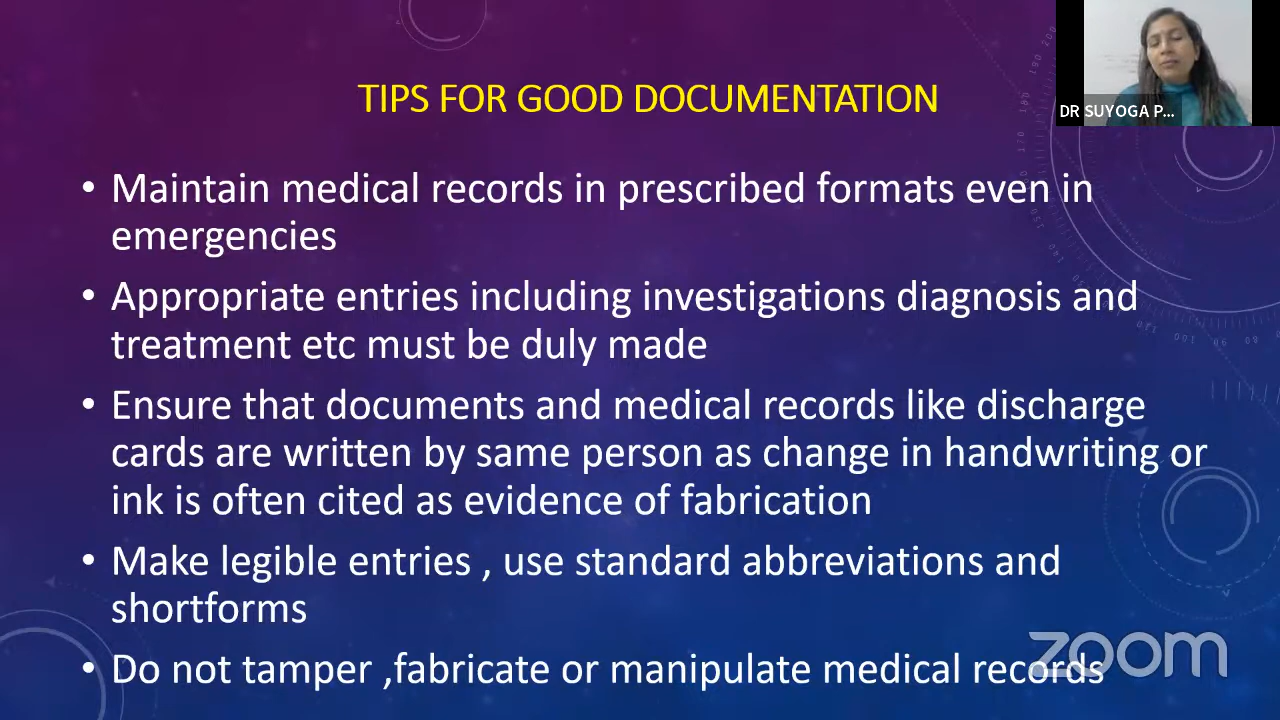 TIPS FOR GOOD DOCUMENTATION
DR SUYOGA P...
• Maintain medical records in prescribed formats even in
emergencies
• Appropriate entries including investigations diagnosis and
treatment etc must be duly made
• Ensure that documents and medical records like discharge
cards are written by same person as change in handwriting or
ink is often cited as evidence of fabrication
• Make legible entries , use standard abbreviations and
shortforms
• Do not tamper ,fabricate or manipulate medical records
zoom